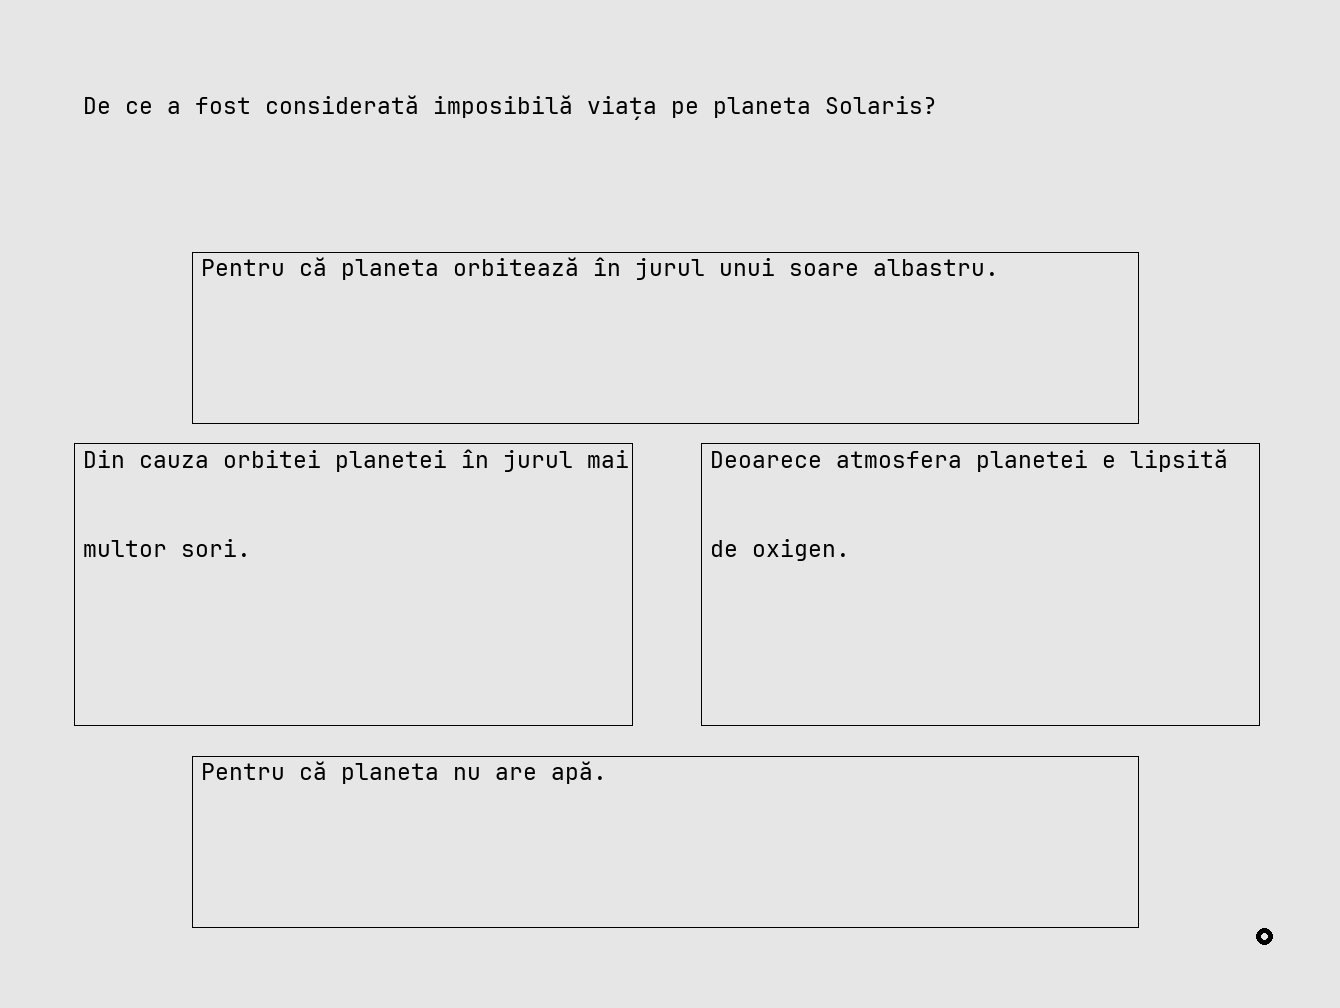 De ce a fost considerată imposibilă viața pe planeta Solaris?
Pentru că planeta orbitează în jurul unui soare albastru.
Din cauza orbitei planetei în jurul mai
multor sori.
Deoarece atmosfera planetei e lipsită
de oxigen.
Pentru că planeta nu are apă.